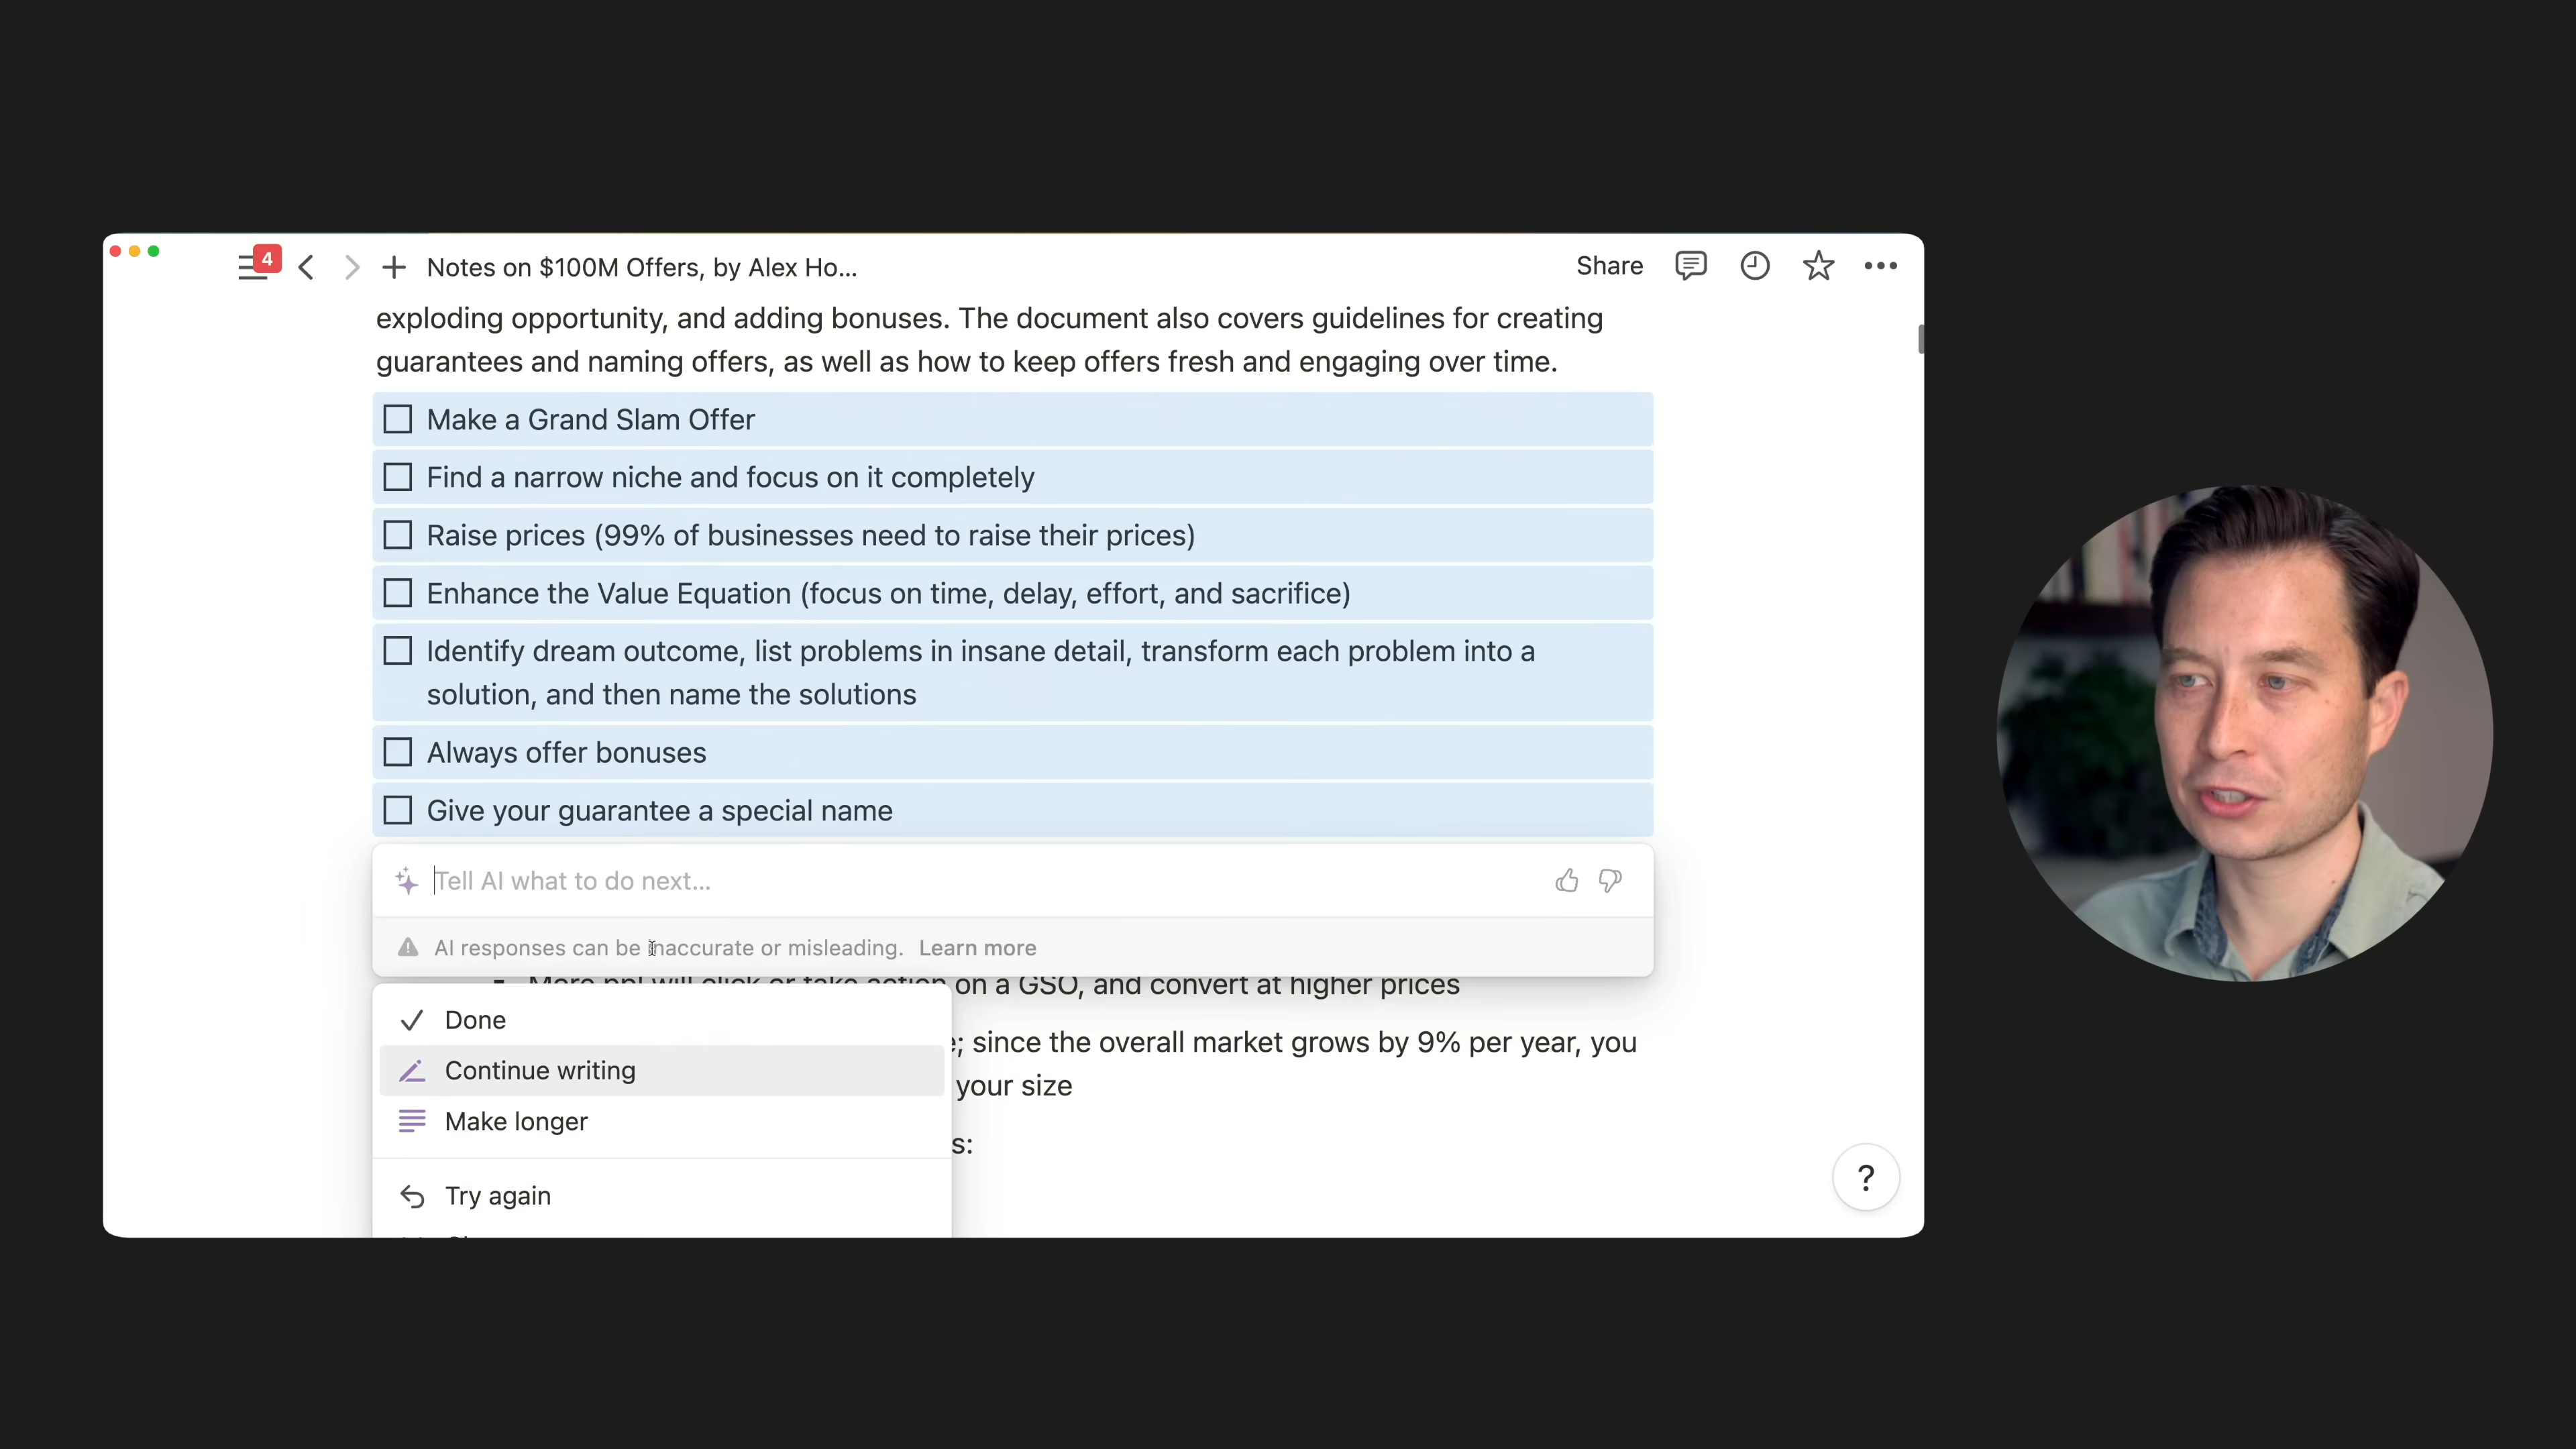 4
Notes on $100M Offers, by Alex Ho...
Share
exploding opportunity, and adding bonuses. The document also covers guidelines for creating
guarantees and naming offers, as well as how to keep offers fresh and engaging over time.
Make a Grand Slam Offer
Find a narrow niche and focus on it completely
Raise prices (99% of businesses need to raise their prices)
Enhance the Value Equation (focus on time, delay, effort, and sacrifice)
Identify dream outcome, list problems in insane detail, transform each problem into a
solution, and then name the solutions
Always offer bonuses
Give your guarantee a special name
Tell AI what to do next...
AI responses can be inaccurate or misleading. Learn more
More ppl will click or take action on a GSO, and convert at higher prices
Done
; since the overall market grows by 9% per year, you
Continue writing
your size
Make longer
s:
Try again
?